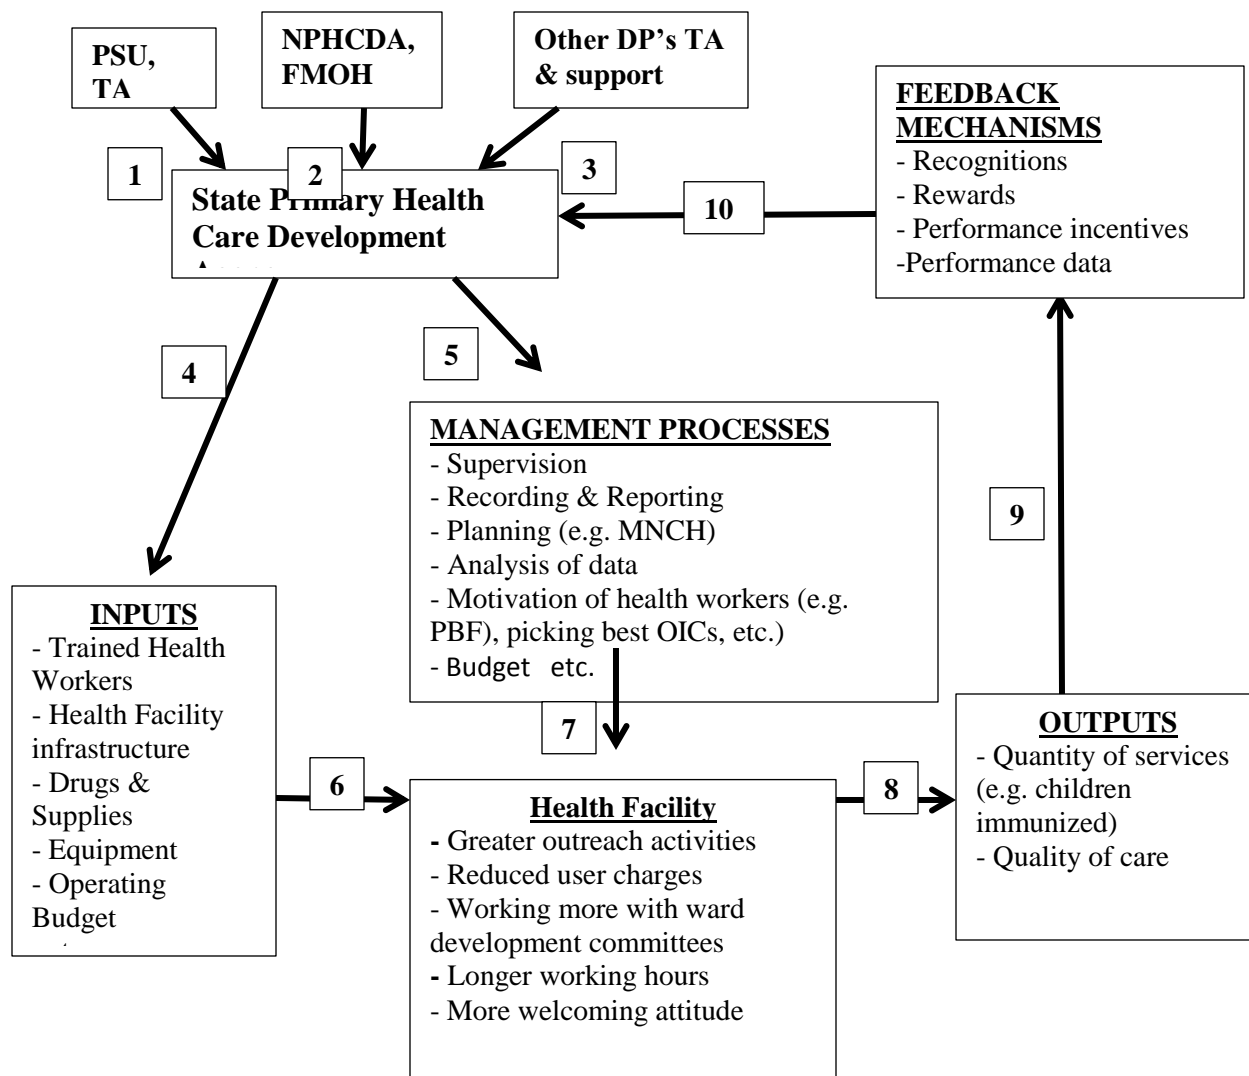 PSU,
TA
NPHCDA,
FMOH
Other DP’s TA
& support
FEEDBACK
MECHANISMS
- Recognitions
- Rewards
- Performance incentives
-Performance data
1
2
3
State Primary Health
Care Development
10
4
5
MANAGEMENT PROCESSES
- Supervision
- Recording & Reporting
- Planning (e.g. MNCH)
- Analysis of data
- Motivation of health workers (e.g.
PBF), picking best OICs, etc.)
- Budget etc.
9
INPUTS
- Trained Health
Workers
- Health Facility
infrastructure
- Drugs &
Supplies
- Equipment
- Operating
Budget
6
7
Health Facility
- Greater outreach activities
- Reduced user charges
- Working more with ward
development committees
- Longer working hours
- More welcoming attitude
8
OUTPUTS
- Quantity of services
(e.g. children
immunized)
- Quality of care